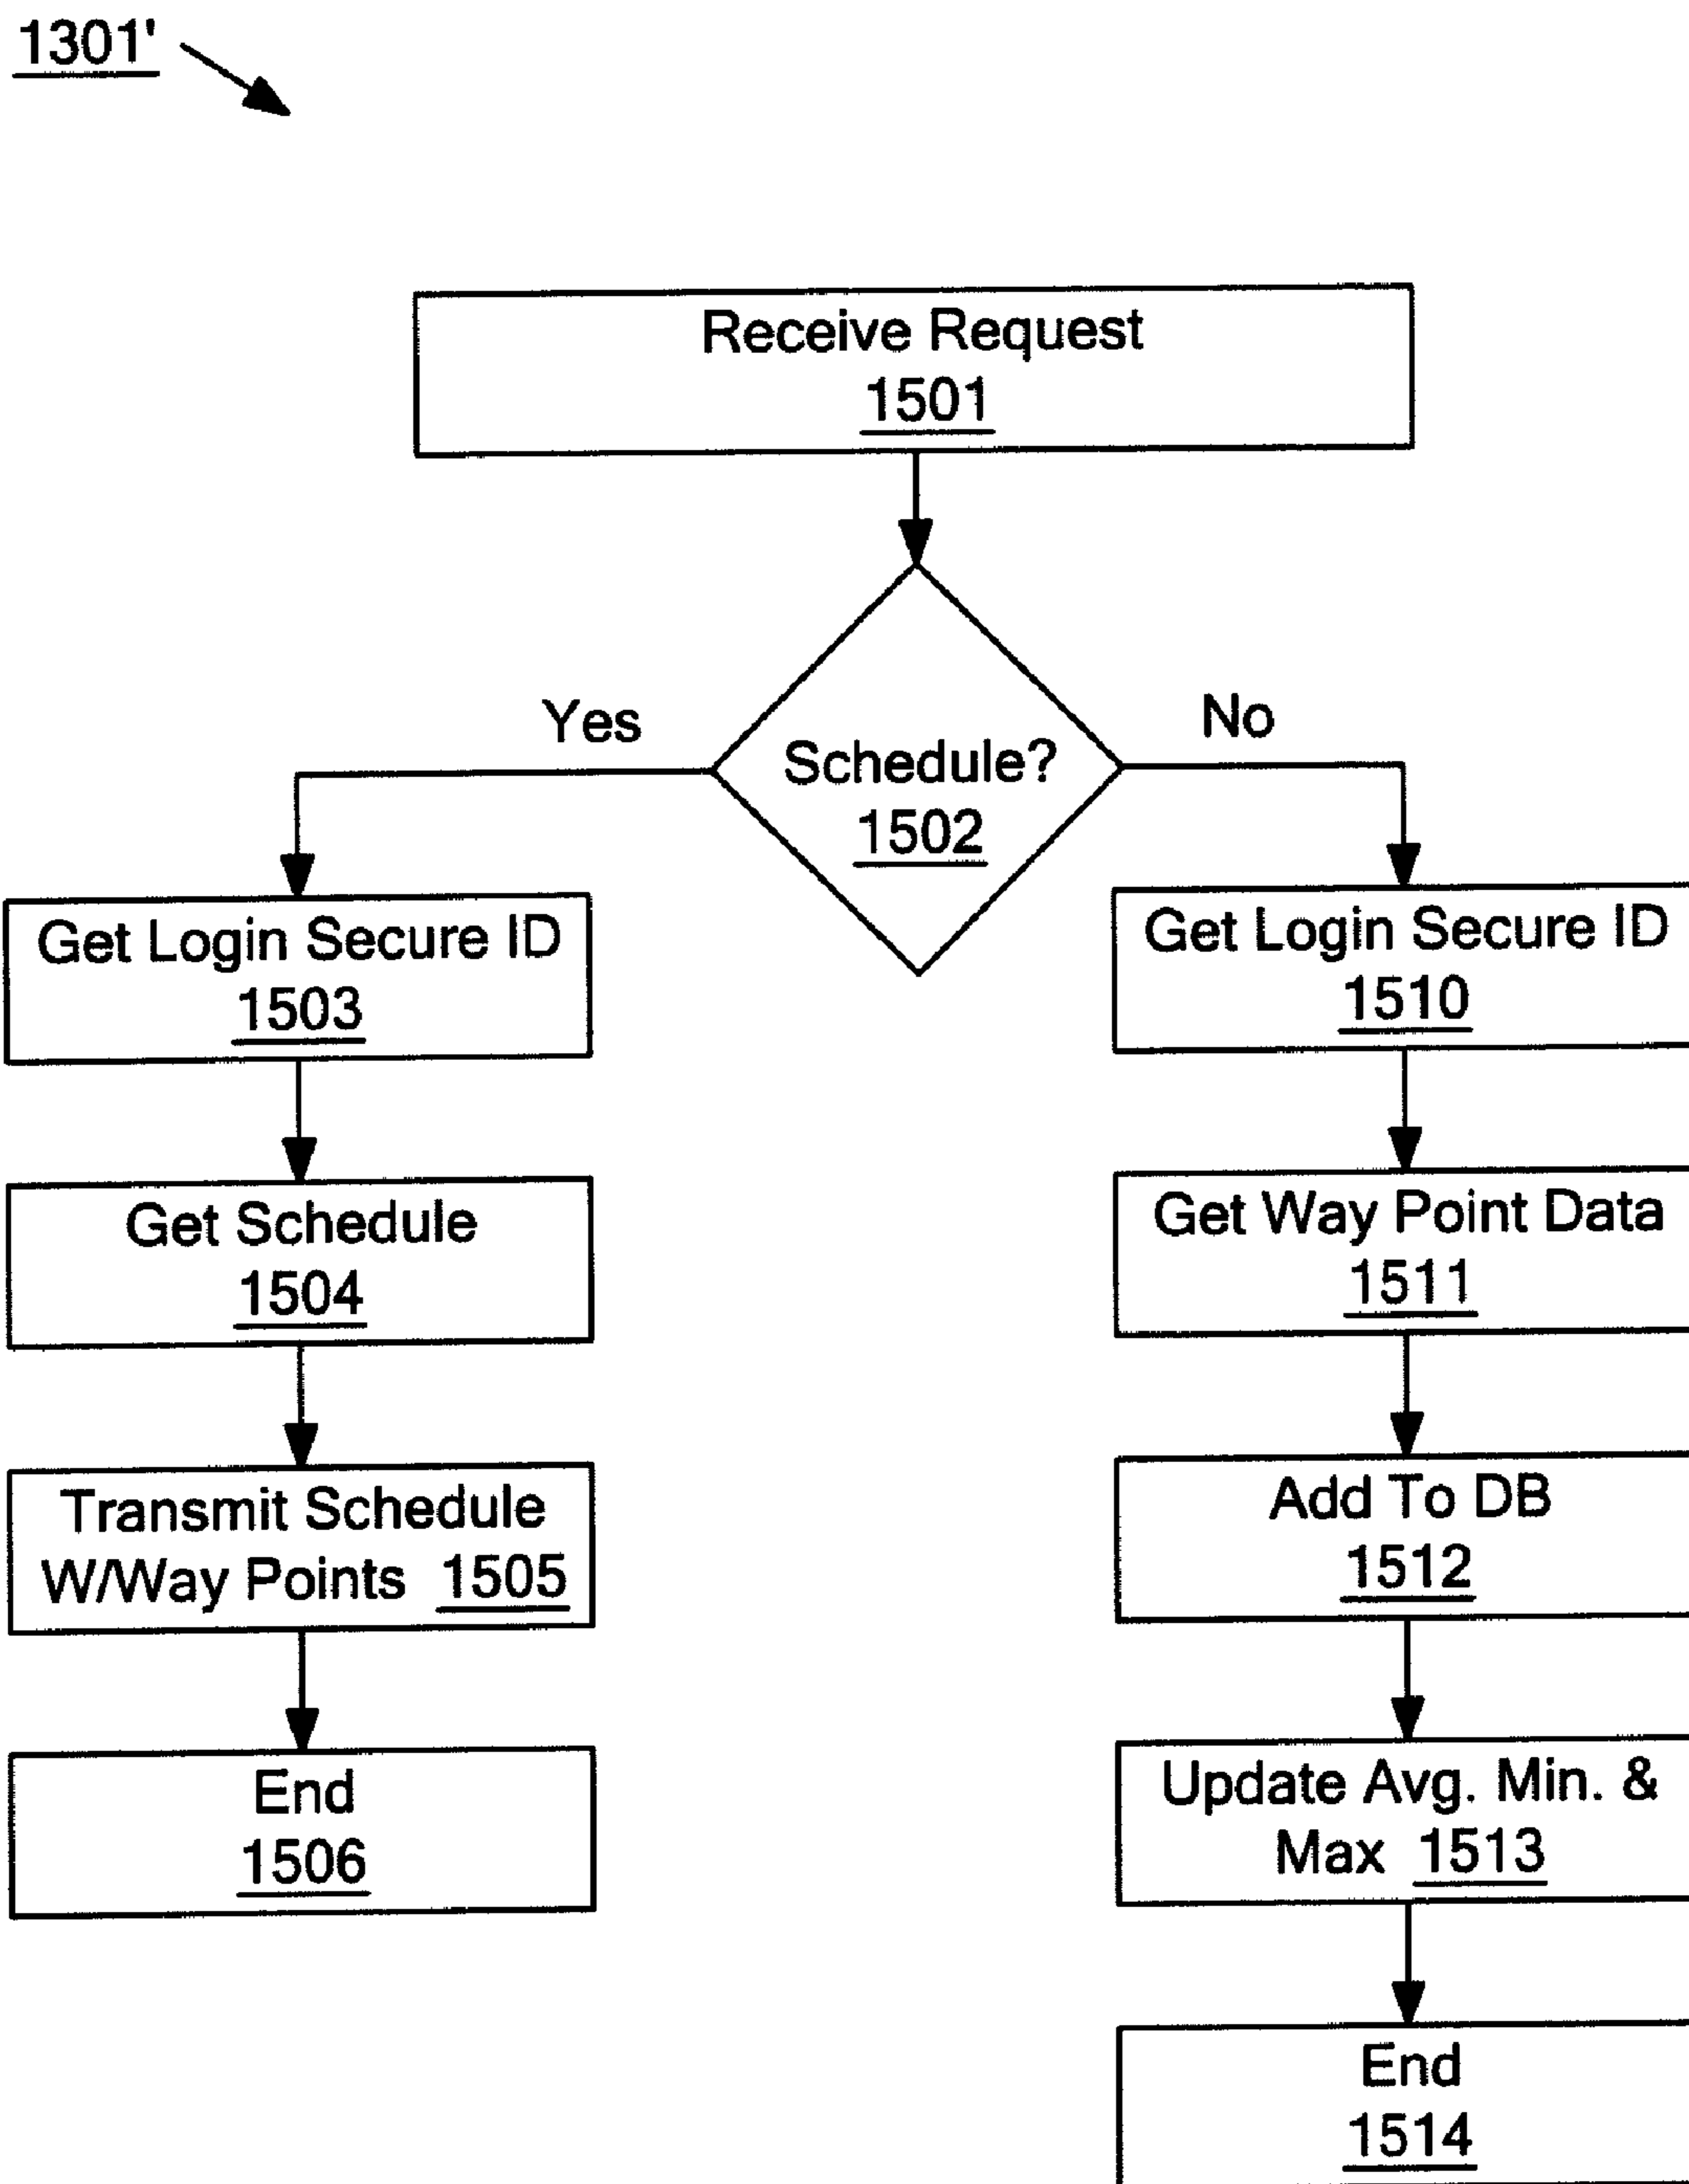 1301'
Receive Request
1501
Yes
No
Schedule?
1502
Get Login Secure ID
1503
Get Schedule
1504
Transmit Schedule
W/Way Points 1505
End
1506
Get Login Secure ID
1510
Get Way Point Data
1511
Add To DB
1512
Update Avg. Min. &
Max 1513
End
1514